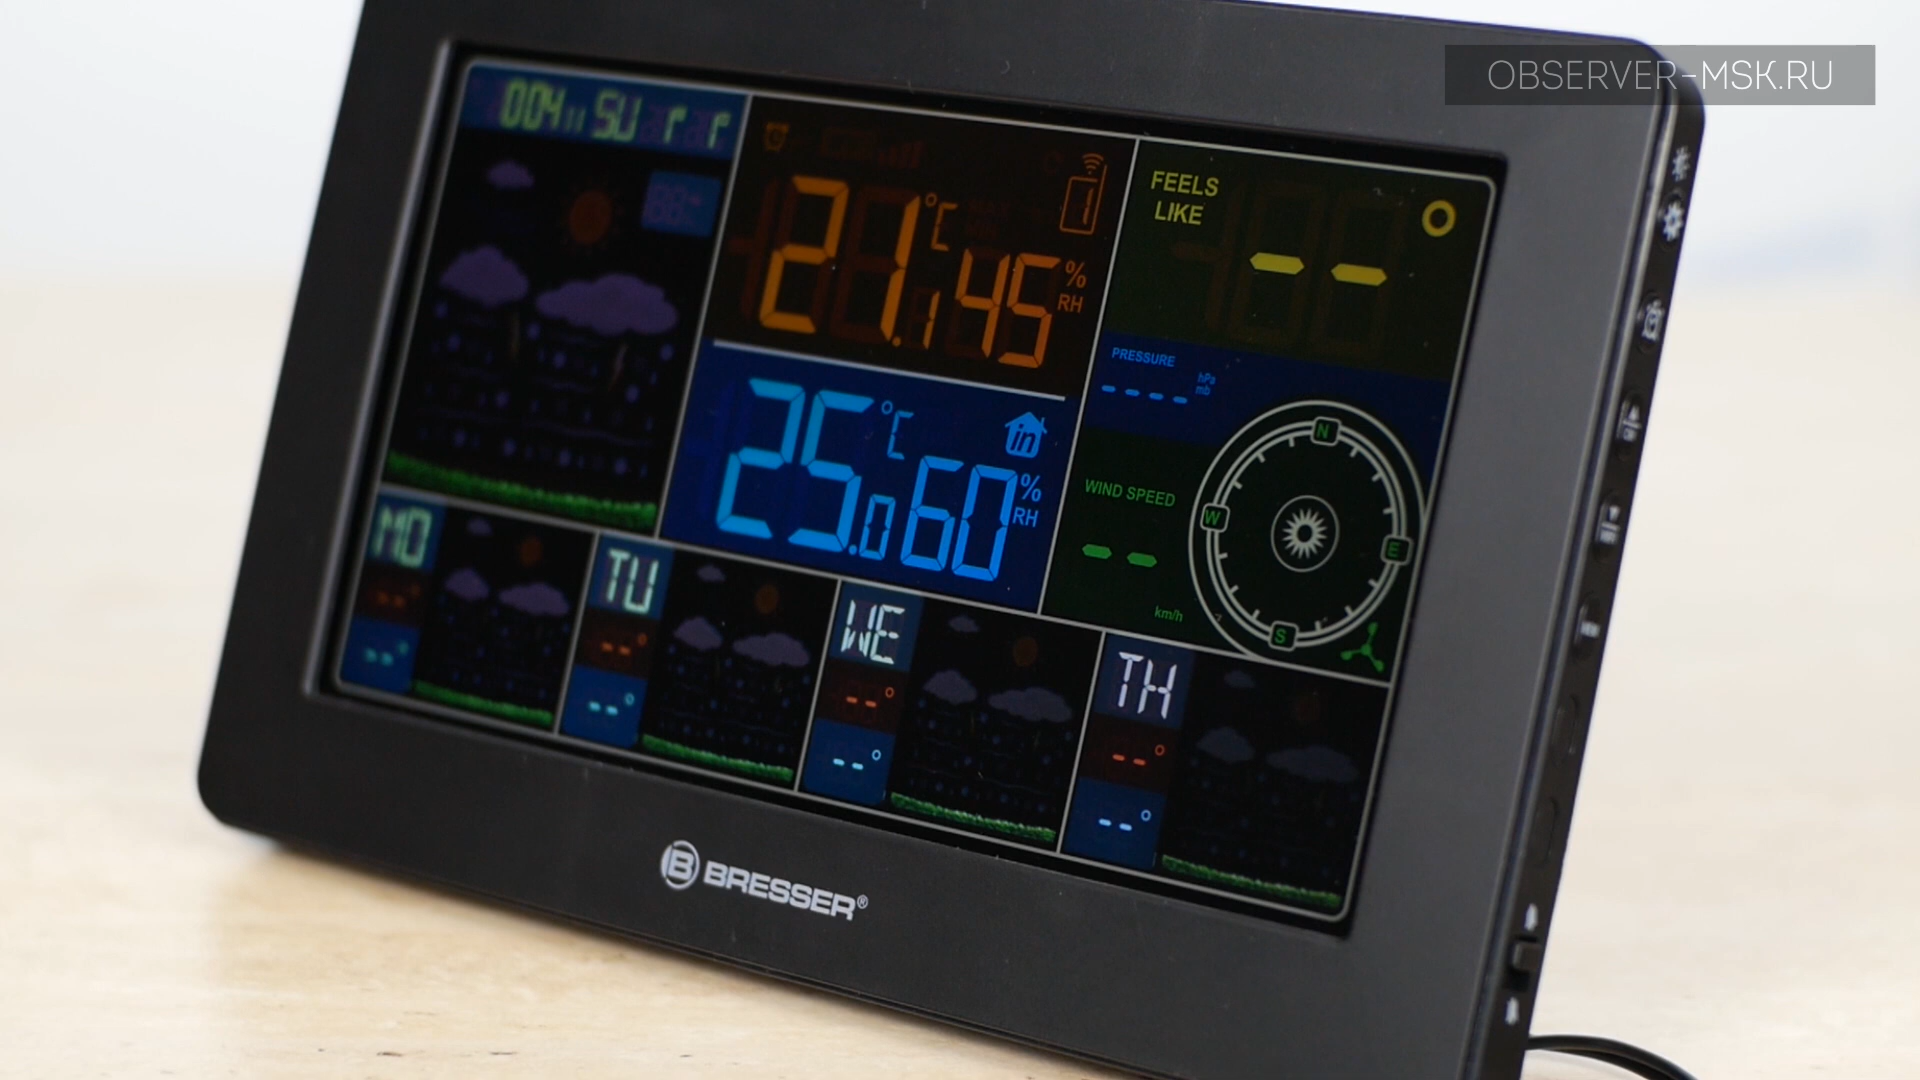 OBSERVER-MSK.RU
SU
21.1 °C 45 % RH
FEELS
LIKE
-- 
PRESSURE
---- hPa
mb
25.0 °C in 60 % RH
WIND SPEED
--
km/h
N
W
E
S
MO
--°
--°
TU
--°
--°
WE
--°
--°
TH
--°
--°
B BRESSER®